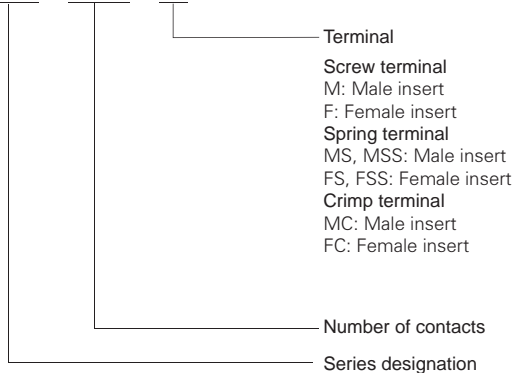 Terminal
Screw terminal
M: Male insert
F: Female insert
Spring terminal
MS, MSS: Male insert
FS, FSS: Female insert
Crimp terminal
MC: Male insert
FC: Female insert
Number of contacts
Series designation